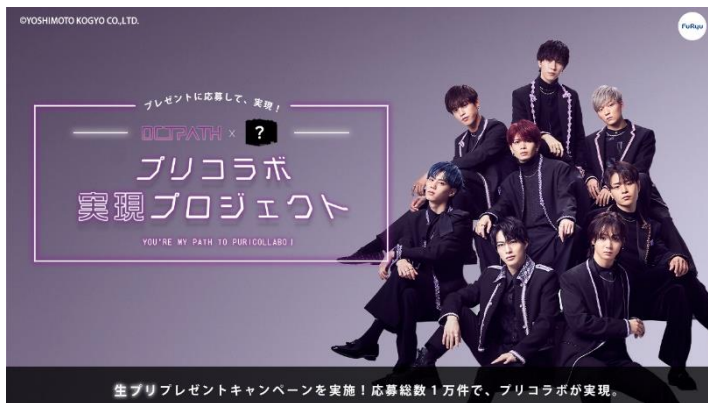 ©YOSHIMOTO KOGYO CO.,LTD.
FuRyu
プレゼントに応募して、実現！
OCTPATH × ?
プリコラボ
実現プロジェクト
YOU'RE MY PATH TO PURICOLLABO！
生プリプレゼントキャンペーンを実施！応募総数１万件で、プリコラボが実現。